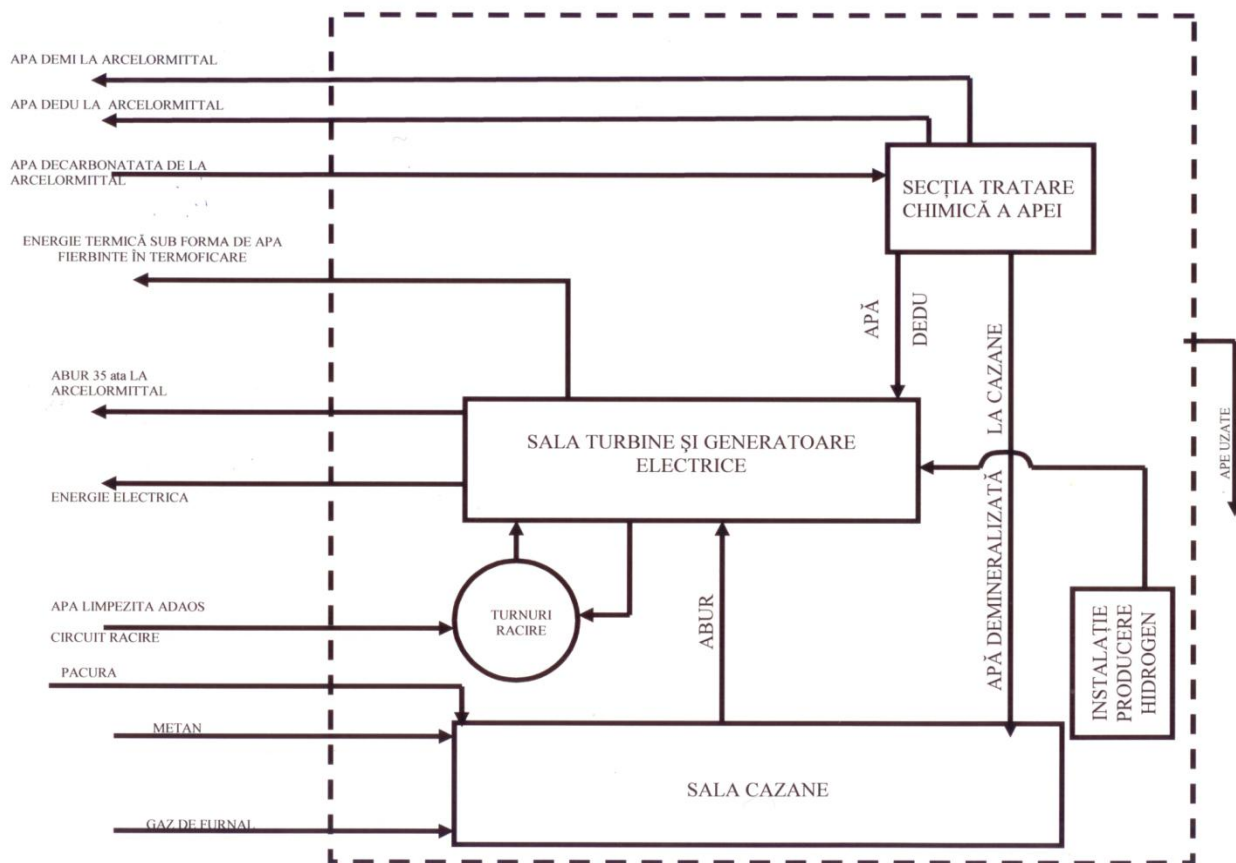 APA DEMI LA ARCELORMITTAL
APA DEDU LA ARCELORMITTAL
APA DECARBONATATA DE LA
ARCELORMITTAL
SECȚIA TRATARE
CHIMICĂ A APEI
ENERGIE TERMICĂ SUB FORMA DE APA
FIERBINTE ÎN TERMOFICARE
APĂ
DEDU
APĂ DEMINERALIZATĂ LA CAZANE
APE UZATE
ABUR 35 ata LA
ARCELORMITTAL
SALA TURBINE ȘI GENERATOARE
ELECTRICE
ENERGIE ELECTRICA
APA LIMPEZITA ADAOS
CIRCUIT RACIRE
TURNURI
RACIRE
ABUR
INSTALAȚIE
PRODUCERE
HIDROGEN
PACURA
METAN
SALA CAZANE
GAZ DE FURNAL